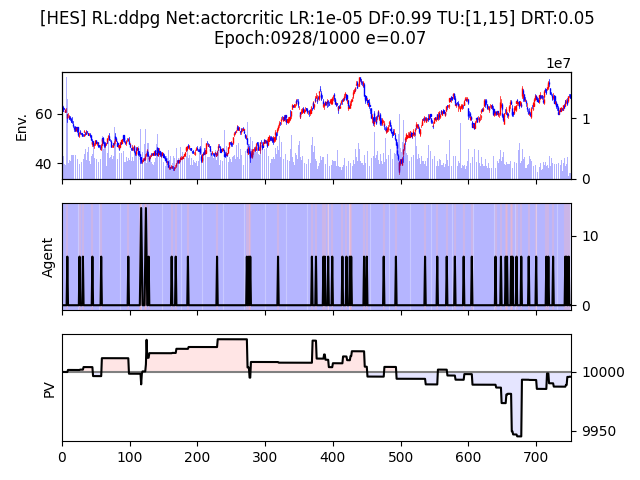 [HES] RL:ddpg Net:actorcritic LR:1e-05 DF:0.99 TU:[1,15] DRT:0.05
Epoch:0928/1000 e=0.07
1e7
Env.
60
40
1
0
Agent
10
0
PV
10000
9950
0 100 200 300 400 500 600 700